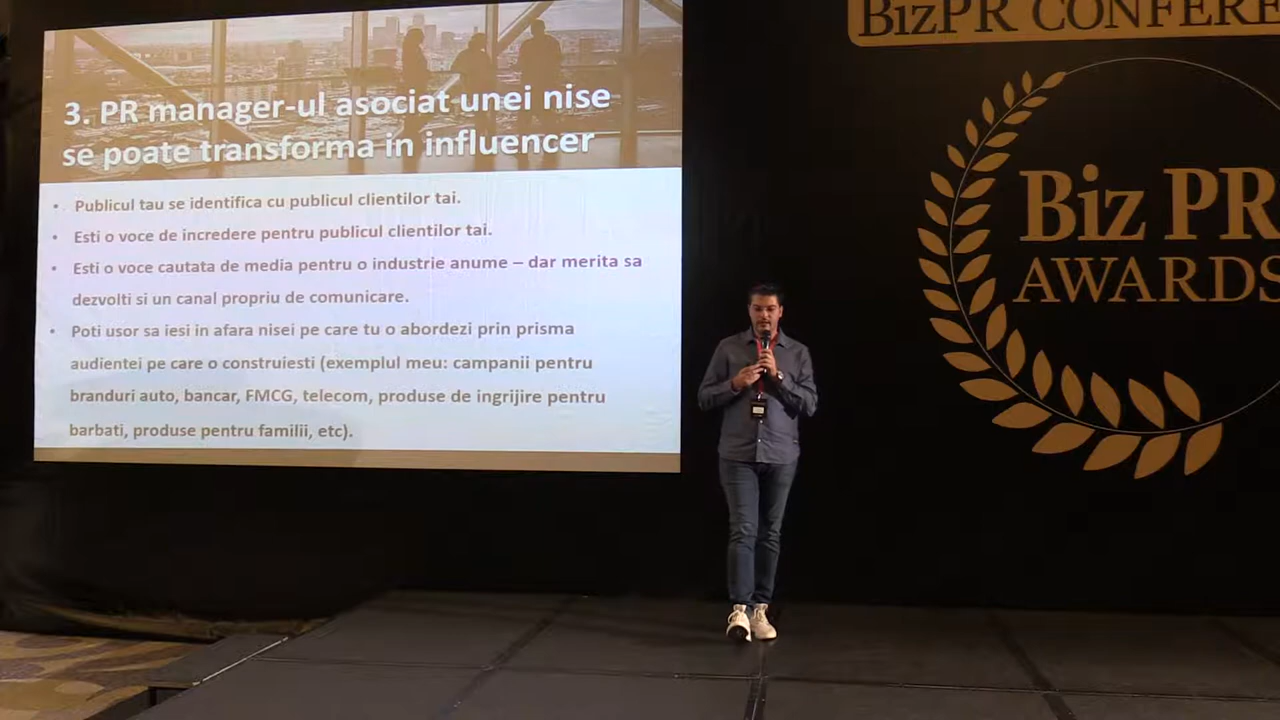 3. PR manager-ul asociat unei nise
se poate transforma in influencer
• Publicul tau se identifica cu publicul clientilor tai.
• Esti o voce de incredere pentru publicul clientilor tai.
• Esti o voce cautata de media pentru o industrie anume – dar merita sa
dezvolti si un canal propriu de comunicare.
• Poti usor sa iesi in afara nisei pe care tu o abordezi prin prisma
audientei pe care o construiesti (exemplul meu: campanii pentru
branduri auto, bancar, FMCG, telecom, produse de ingrijire pentru
barbati, produse pentru familii, etc).
BizPR CONFERE
Biz PR
AWARDS